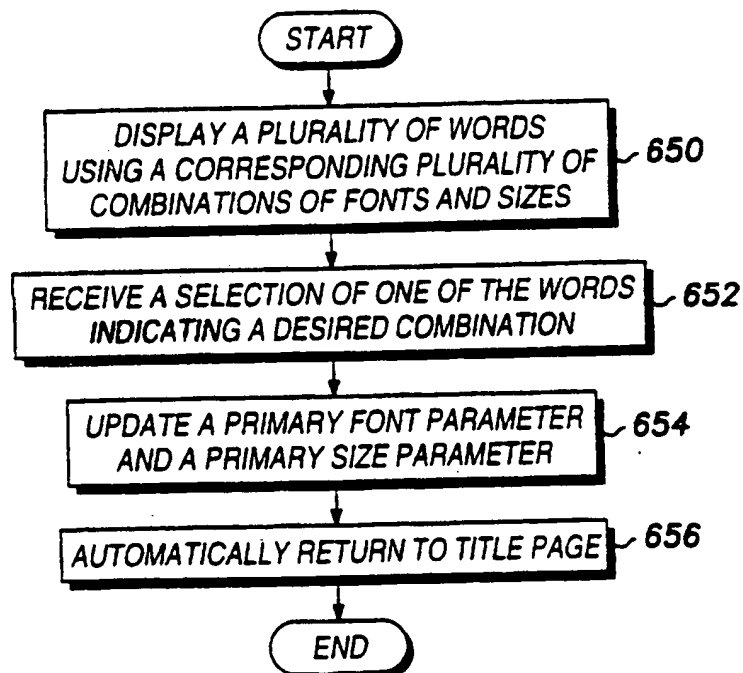 START
DISPLAY A PLURALITY OF WORDS
USING A CORRESPONDING PLURALITY OF
COMBINATIONS OF FONTS AND SIZES
650
RECEIVE A SELECTION OF ONE OF THE WORDS
INDICATING A DESIRED COMBINATION
652
UPDATE A PRIMARY FONT PARAMETER
AND A PRIMARY SIZE PARAMETER
654
AUTOMATICALLY RETURN TO TITLE PAGE
656
END